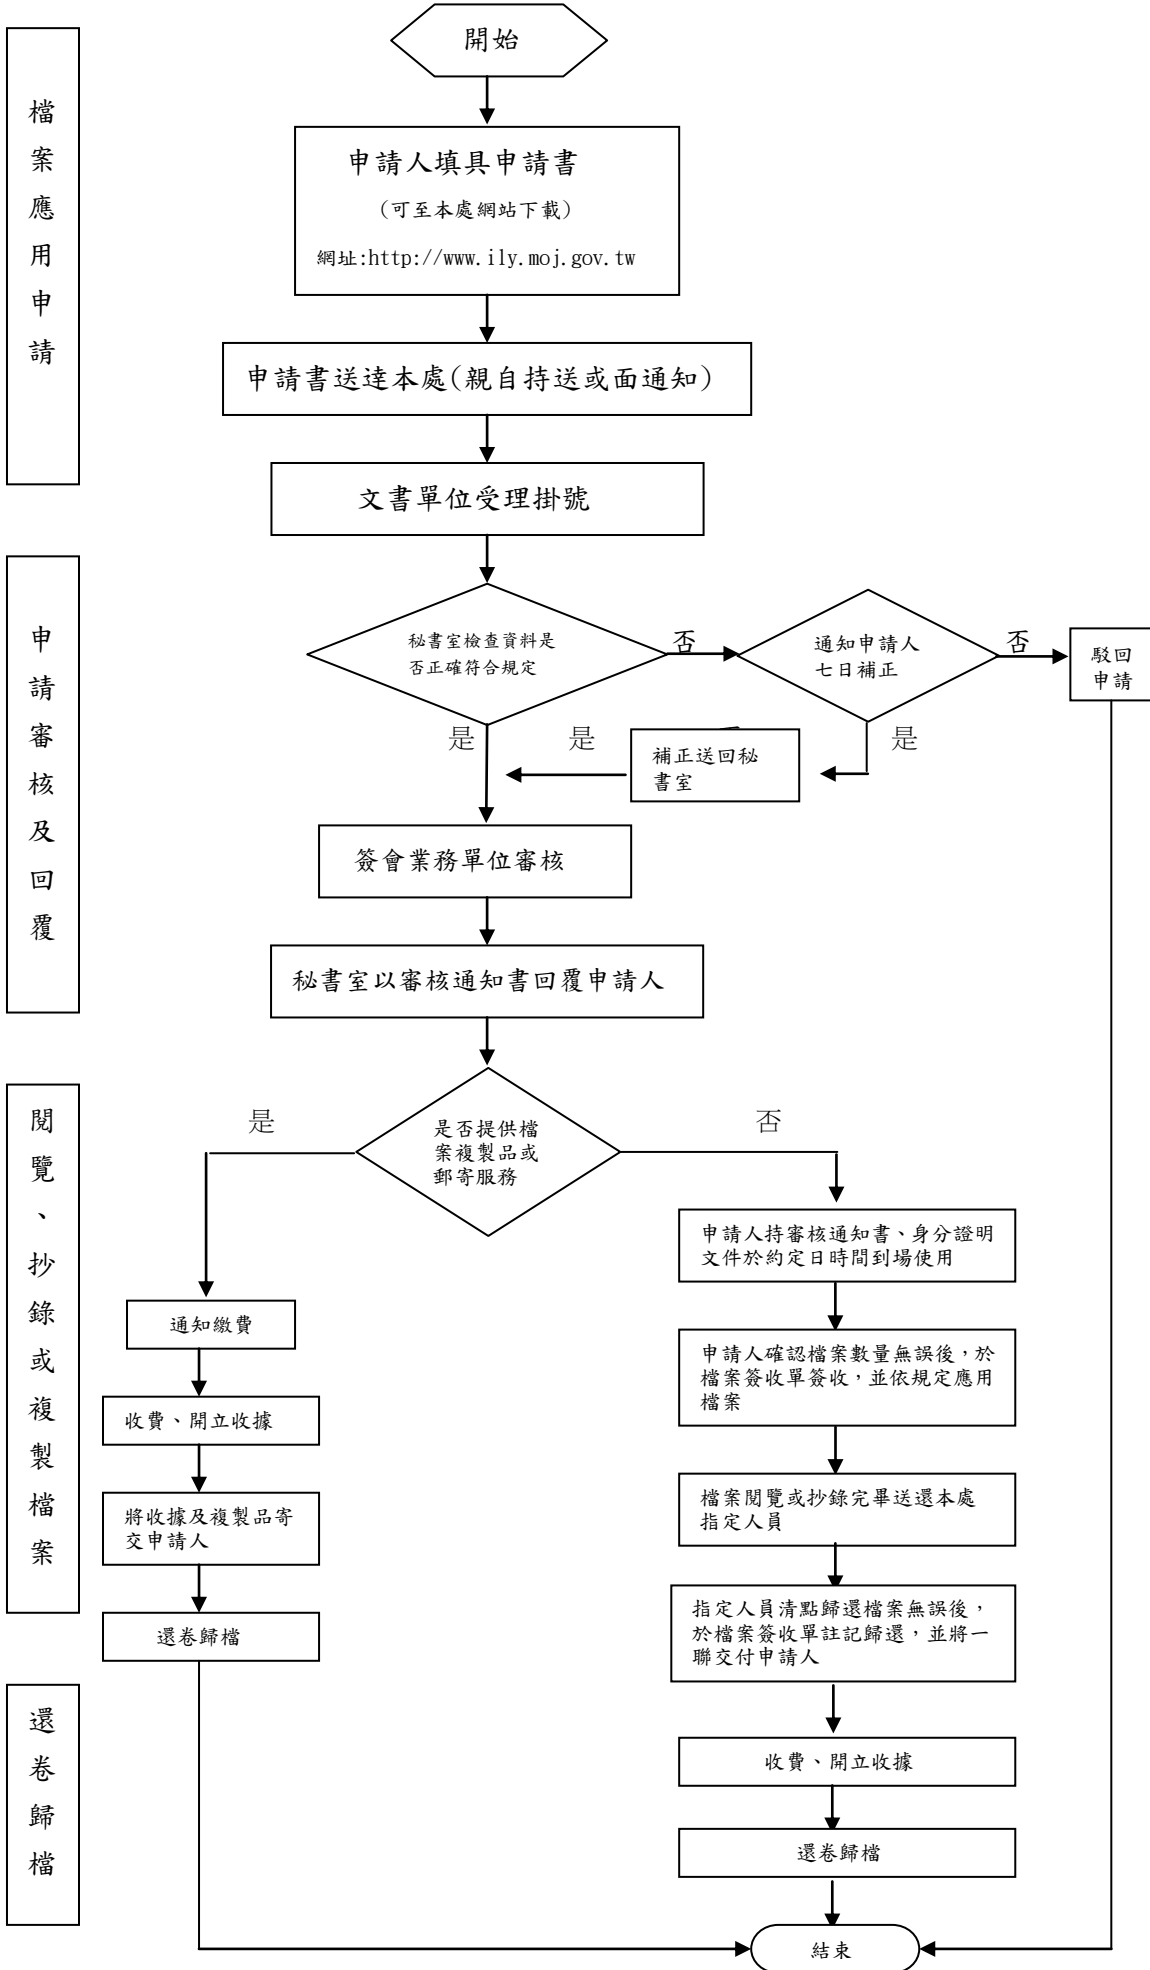 檔案應用申請
申請審核及回覆
閱覽、抄錄或複製檔案
還卷歸檔
開始
申請人填具申請書
(可至本處網站下載)
網址:http://www.ily.moj.gov.tw
申請書送達本處(親自持送或面通知)
文書單位受理掛號
秘書室檢查資料是
否正確符合規定
否
通知申請人
七日補正
否
駁回
申請
是
是
是
補正送回秘
書室
簽會業務單位審核
秘書室以審核通知書回覆申請人
是
是否提供檔
案複製品或
郵寄服務
否
通知繳費
收費、開立收據
將收據及複製品寄
交申請人
還卷歸檔
申請人持審核通知書、身分證明
文件於約定日時間到場使用
申請人確認檔案數量無誤後,於
檔案簽收單簽收,並依規定應用
檔案
檔案閱覽或抄錄完畢送還本處
指定人員
指定人員清點歸還檔案無誤後,
於檔案簽收單註記歸還,並將一
聯交付申請人
收費、開立收據
還卷歸檔
結束